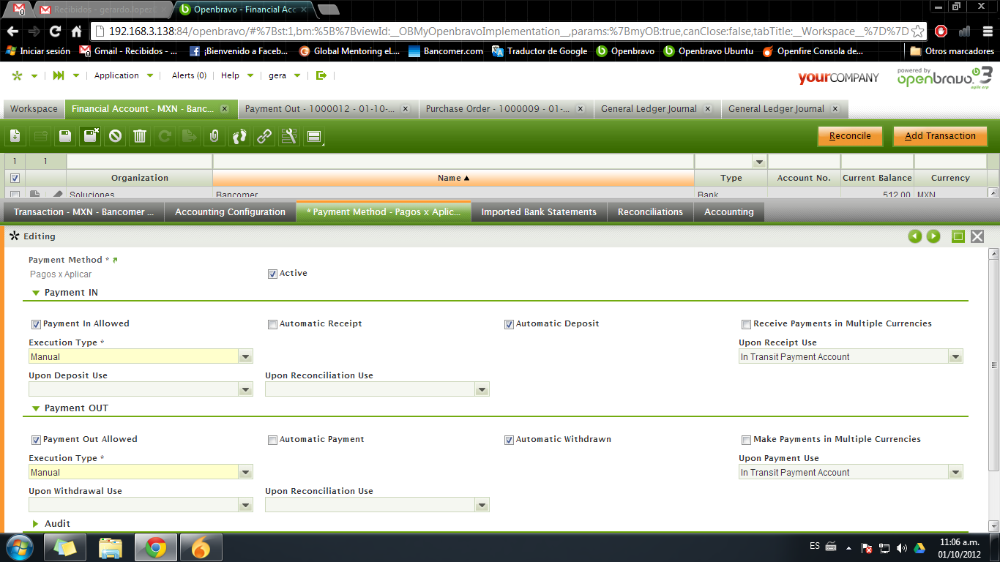 Recibidos - gerardo.lopez
Openbravo - Financial Acc
192.168.3.138:84/openbravo/#%7Bst:1,bm:%5B%7BviewId:__OBMyOpenbravoImplementation__,params:%7BmyOB:true,canClose:false,tabTitle:__Workspace__%7D%7D
Iniciar sesión Gmail - Recibidos - ... ¡Bienvenido a Faceb... Global Mentoring eL... Bancomer.com Traductor de Google Openbravo Openbravo Ubuntu Openfire Consola de... Otros marcadores
Application Alerts (0) Help gera yourCOMPANY powered by openbravo 3 agile erp
Workspace Financial Account - MXN - Banc... Payment Out - 1000012 - 01-10-... Purchase Order - 1000009 - 01-... General Ledger Journal General Ledger Journal
Reconcile Add Transaction
1 1
Organization Name Type Account No. Current Balance Currency
Soluciones Bancomer Bank 512.00 MXN
Transaction - MXN - Bancomer ... Accounting Configuration * Payment Method - Pagos x Aplic... Imported Bank Statements Reconciliations Accounting
Editing
Payment Method *
Pagos x Aplicar Active
Payment IN
Payment In Allowed Automatic Receipt Automatic Deposit Receive Payments in Multiple Currencies
Execution Type * Upon Receipt Use
Manual In Transit Payment Account
Upon Deposit Use Upon Reconciliation Use
Payment OUT
Payment Out Allowed Automatic Payment Automatic Withdrawn Make Payments in Multiple Currencies
Execution Type * Upon Payment Use
Manual In Transit Payment Account
Upon Withdrawal Use Upon Reconciliation Use
Audit
ES 11:06 a.m.
01/10/2012